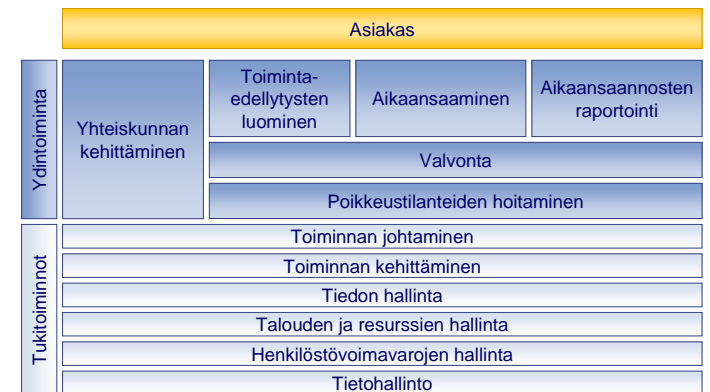 Asiakas
Ydintoiminta
Yhteiskunnan
kehittäminen
Toiminta-
edellytysten
luominen
Aikaansaaminen
Aikaansaannosten
raportointi
Valvonta
Poikkeustilanteiden hoitaminen
Tukitoiminnot
Toiminnan johtaminen
Toiminnan kehittäminen
Tiedon hallinta
Talouden ja resurssien hallinta
Henkilöstövoimavarojen hallinta
Tietohallinto